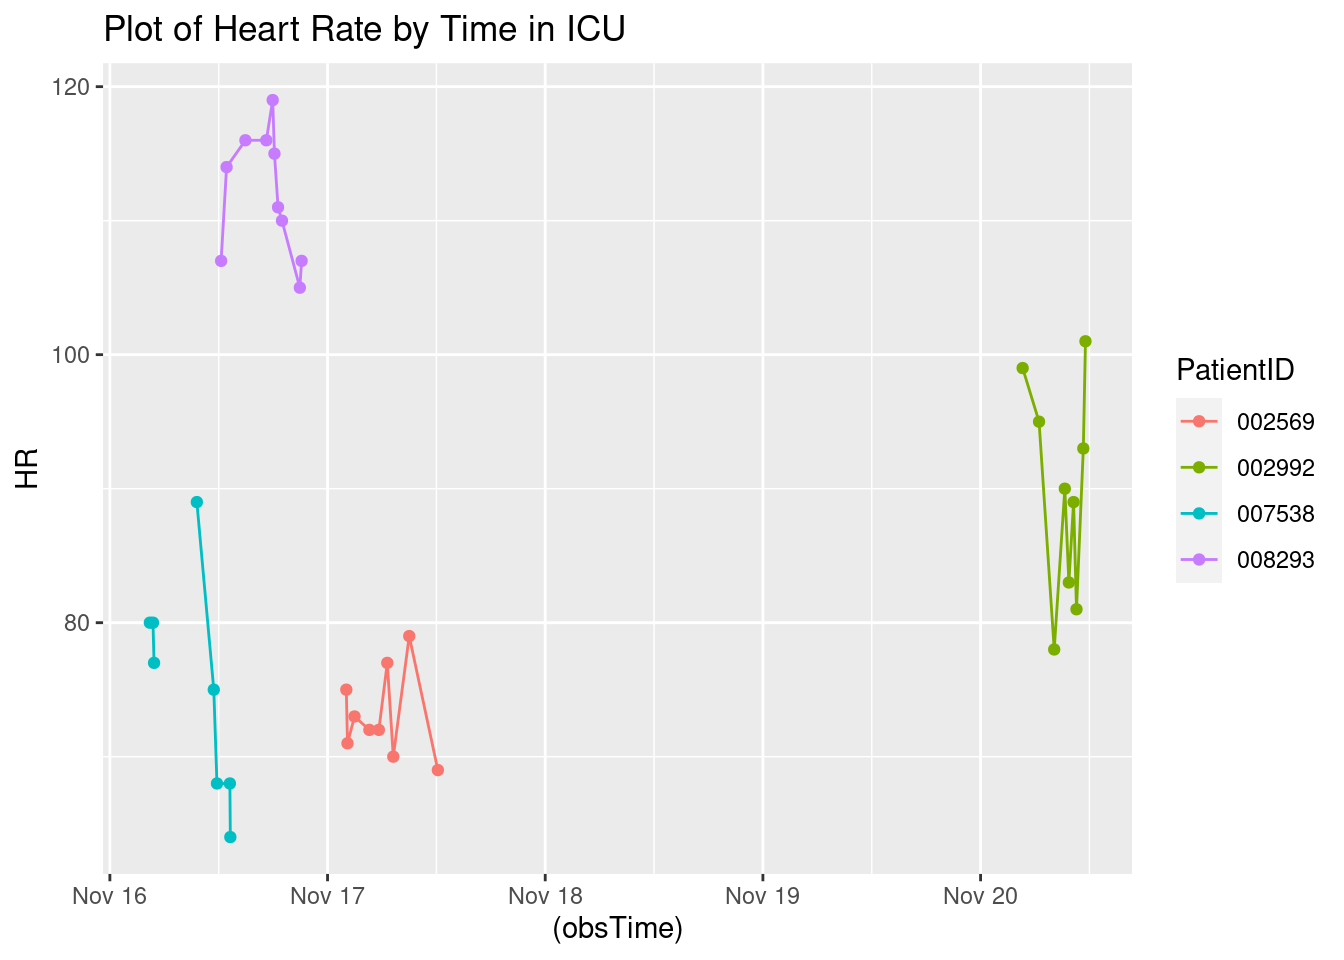 Plot of Heart Rate by Time in ICU
120
100
80
HR
Nov 16
Nov 17
Nov 18
Nov 19
Nov 20
(obsTime)
PatientID
002569
002992
007538
008293